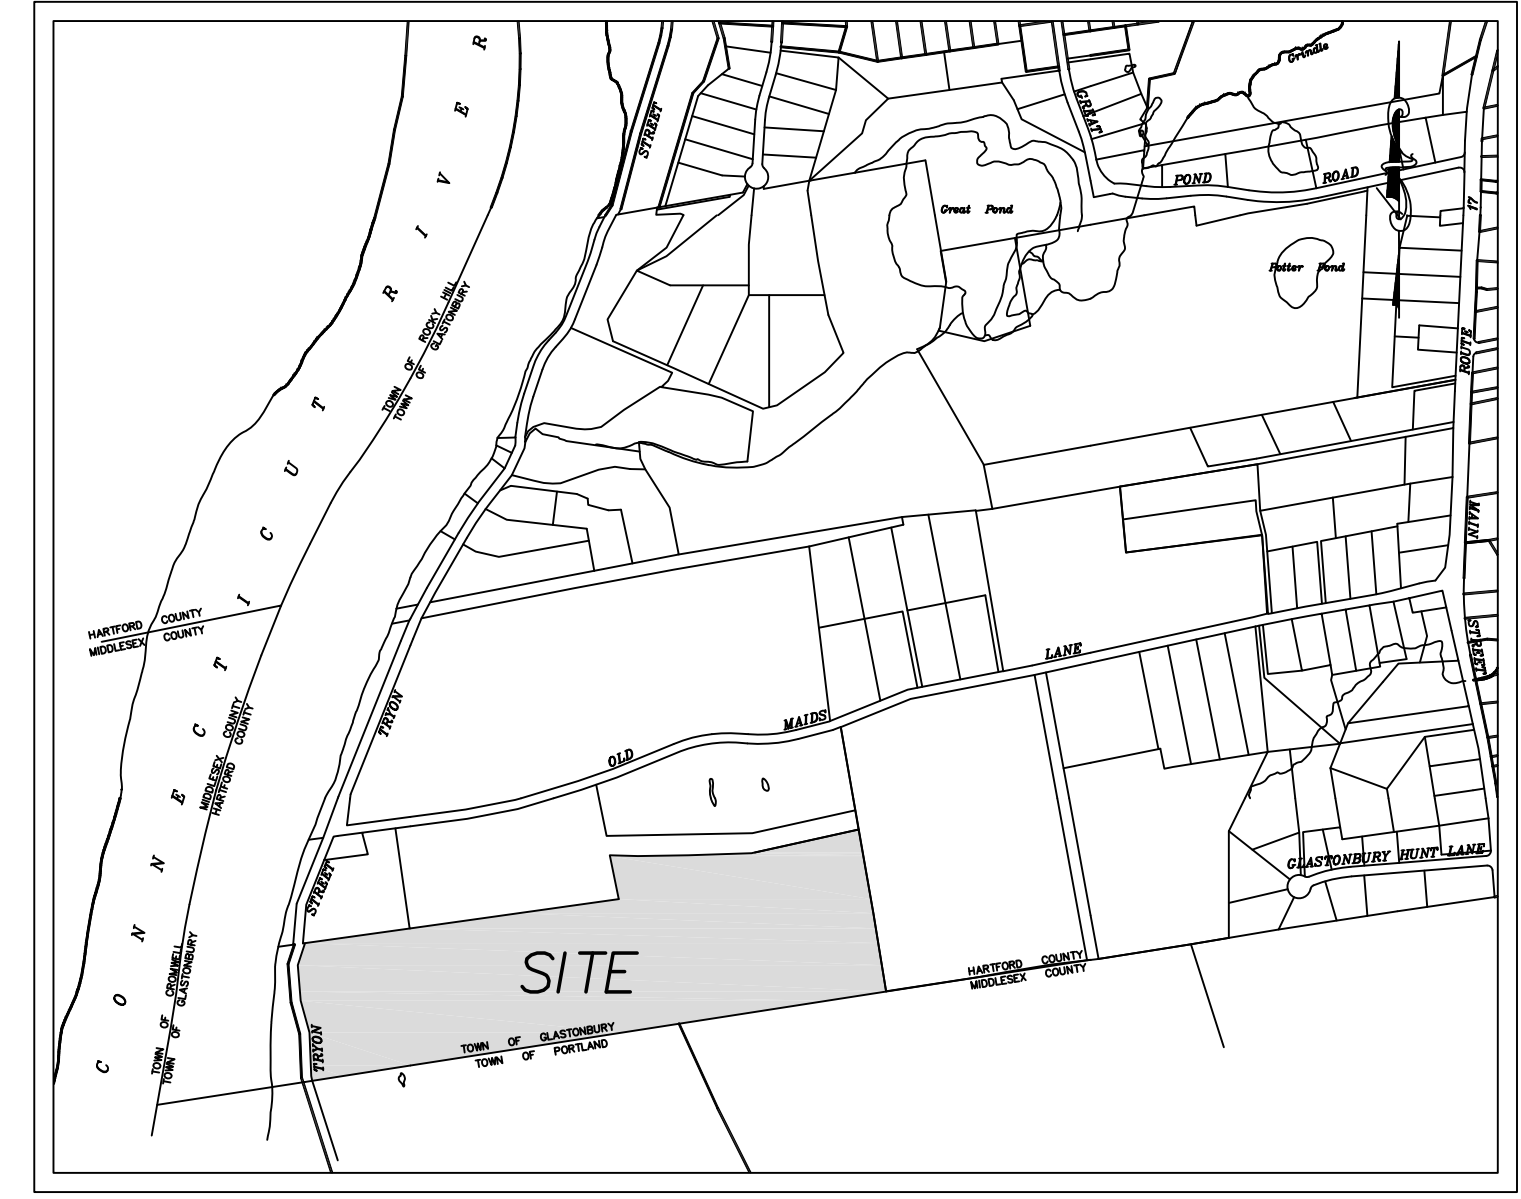 CONNECTICUT RIVER
STREET
GREAT
POND ROAD
Grindle
17
Great Pond
Potter Pond
TOWN OF ROCKY HILL
TOWN OF GLASTONBURY
ROUTE
MAIN
STREET
HARTFORD COUNTY
MIDDLESEX COUNTY
MIDDLESEX COUNTY
HARTFORD COUNTY
TRYON
STREET
OLD MAIDS LANE
GLASTONBURY HUNT LANE
TOWN OF CROMWELL
TOWN OF GLASTONBURY
SITE
HARTFORD COUNTY
MIDDLESEX COUNTY
TRYON
TOWN OF GLASTONBURY
TOWN OF PORTLAND